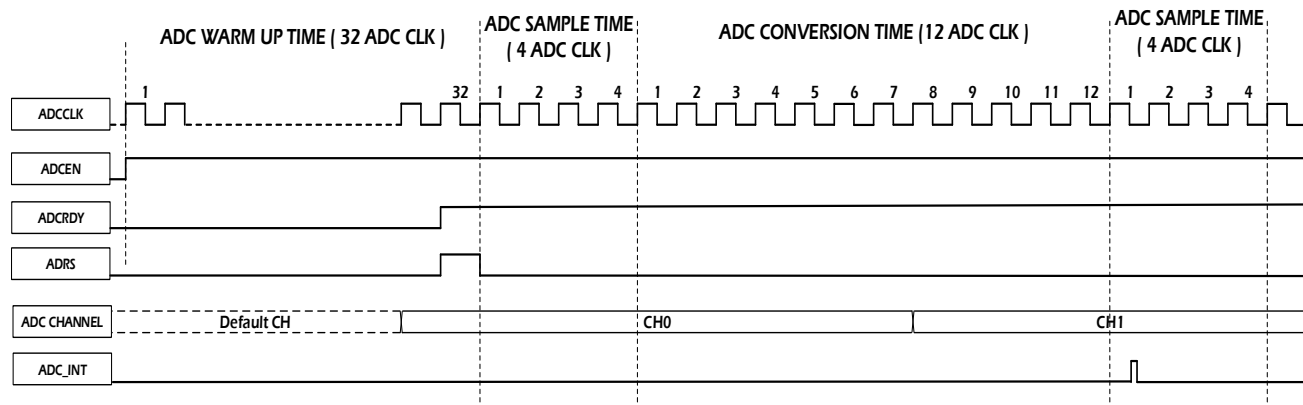 ADC WARM UP TIME ( 32 ADC CLK )
ADC SAMPLE TIME
( 4 ADC CLK )
ADC CONVERSION TIME (12 ADC CLK )
ADC SAMPLE TIME
( 4 ADC CLK )
1 32 1 2 3 4 1 2 3 4 5 6 7 8 9 10 11 12 1 2 3 4
ADCCLK
ADCEN
ADCRDY
ADRS
ADC CHANNEL Default CH CH0 CH1
ADC_INT